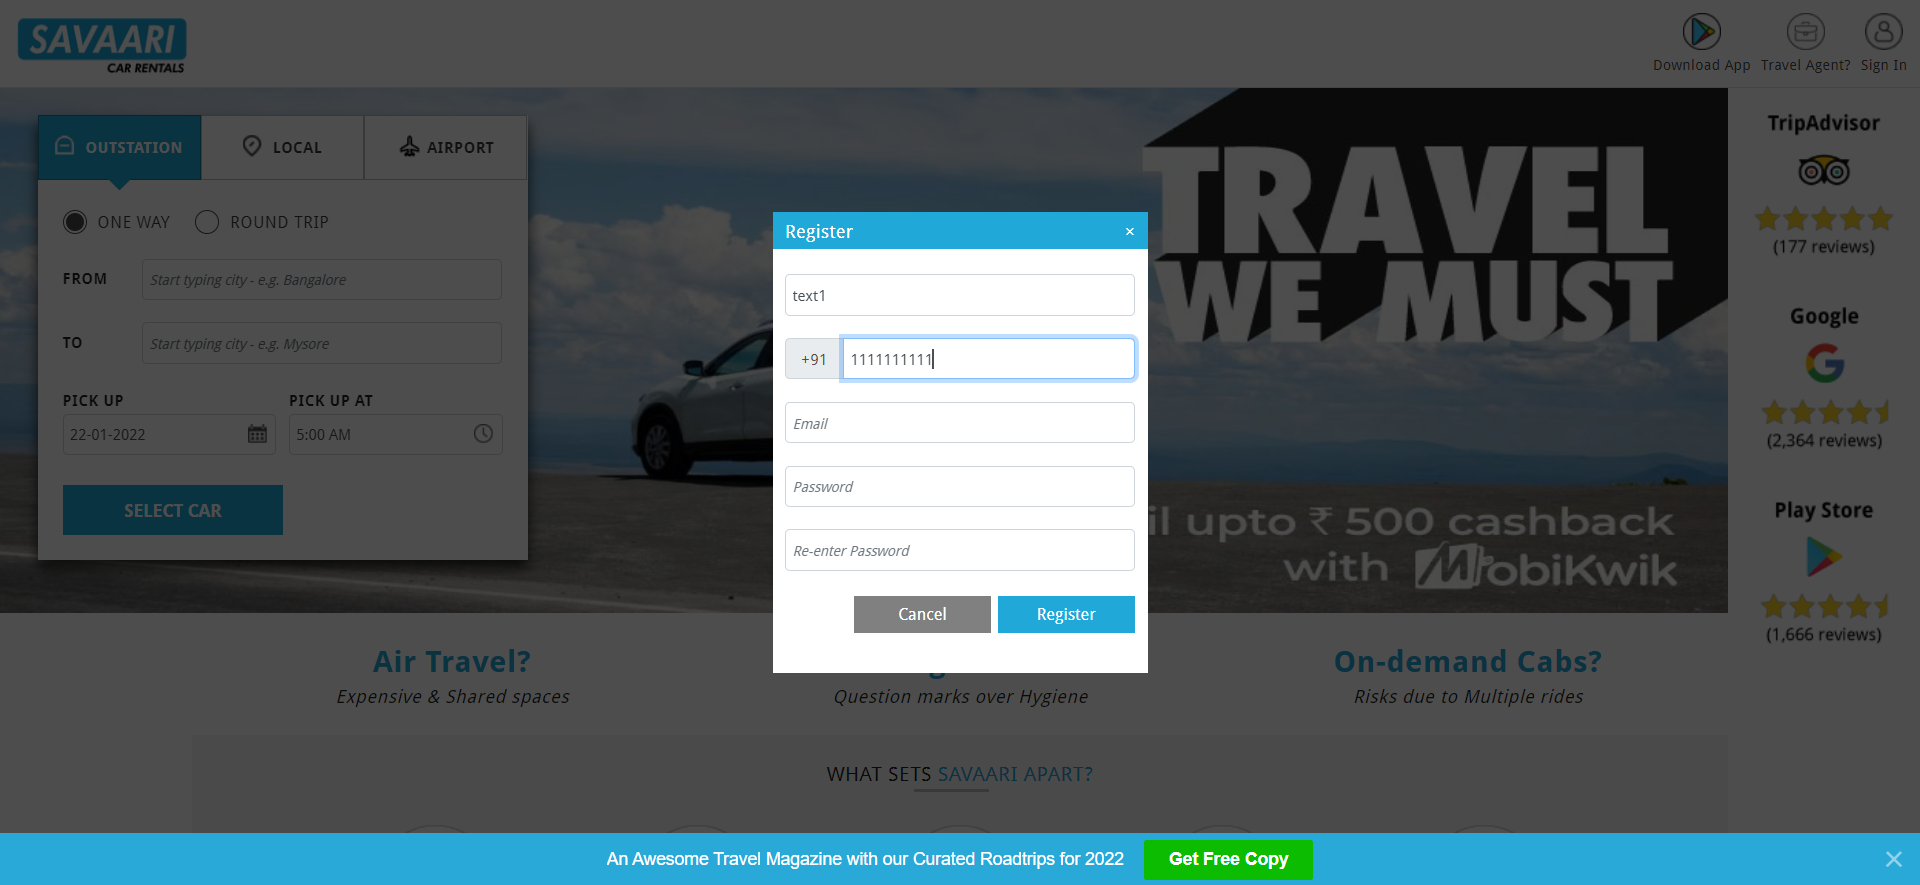 SAVAARI
CAR RENTALS
Download App
Travel Agent?
Sign In
OUTSTATION
LOCAL
AIRPORT
ONE WAY
ROUND TRIP
FROM
Start typing city - e.g. Bangalore
TO
Start typing city - e.g. Mysore
PICK UP
PICK UP AT
22-01-2022
5:00 AM
SELECT CAR
TRAVEL
WE MUST
il upto ₹ 500 cashback
with MobiKwik
Register
×
text1
+91
1111111111
Email
Password
Re-enter Password
Cancel
Register
TripAdvisor
(177 reviews)
Google
(2,364 reviews)
Play Store
(1,666 reviews)
Air Travel?
Expensive & Shared spaces
Question marks over Hygiene
On-demand Cabs?
Risks due to Multiple rides
WHAT SETS SAVAARI APART?
An Awesome Travel Magazine with our Curated Roadtrips for 2022
Get Free Copy